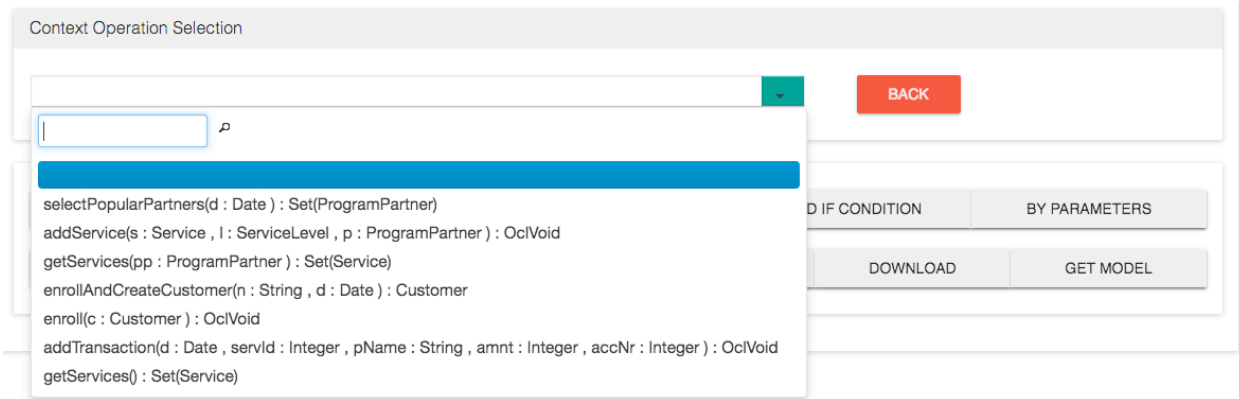 Context Operation Selection
BACK
selectPopularPartners(d : Date ) : Set(ProgramPartner)
D IF CONDITION
BY PARAMETERS
addService(s : Service , l : ServiceLevel , p : ProgramPartner ) : OclVoid
getServices(pp : ProgramPartner ) : Set(Service)
DOWNLOAD
GET MODEL
enrollAndCreateCustomer(n : String , d : Date ) : Customer
enroll(c : Customer ) : OclVoid
addTransaction(d : Date , servId : Integer , pName : String , amnt : Integer , accNr : Integer ) : OclVoid
getServices() : Set(Service)